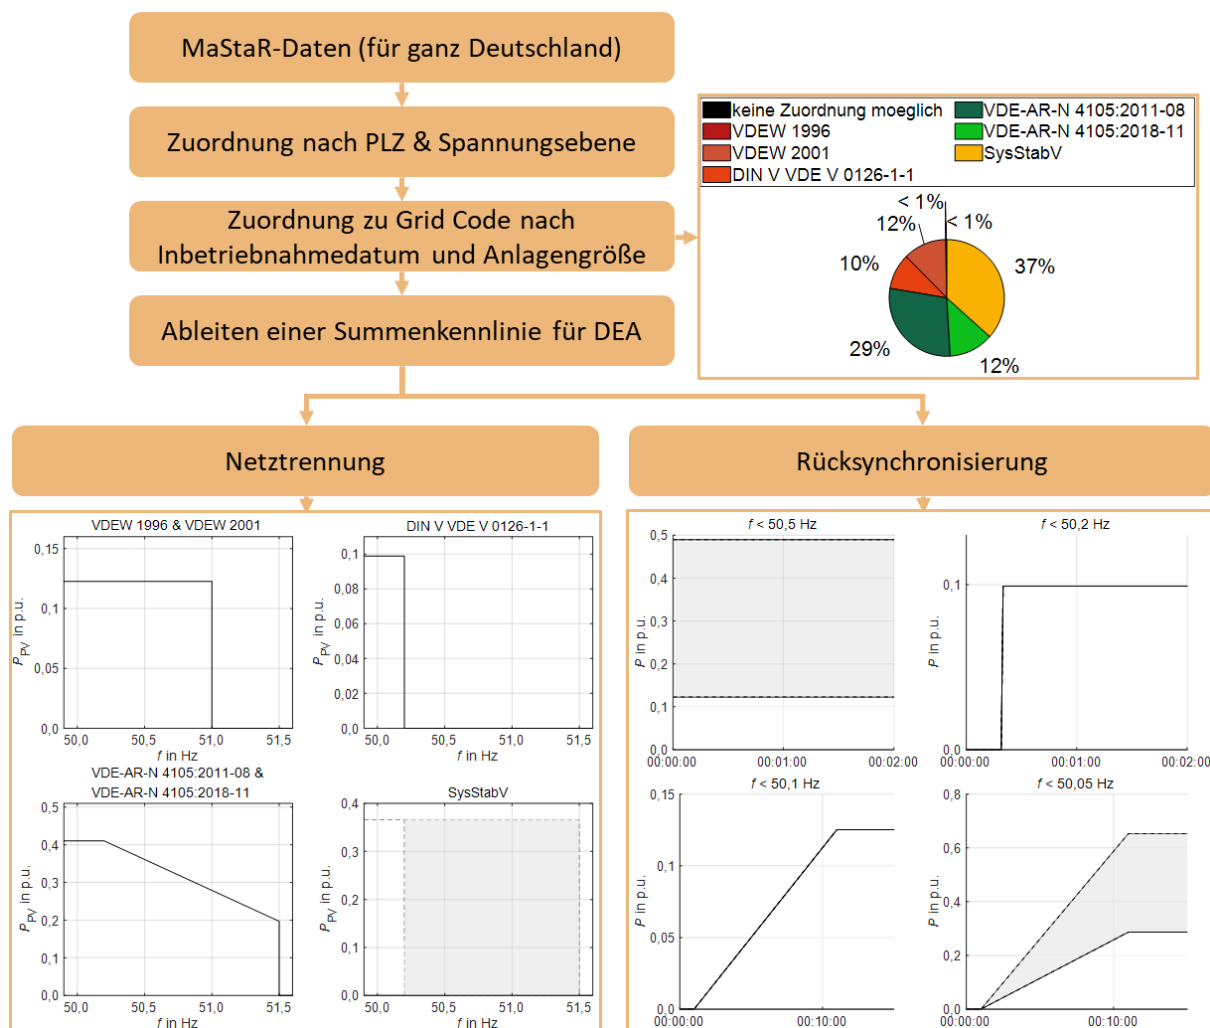 MaStaR-Daten (für ganz Deutschland)
Zuordnung nach PLZ & Spannungsebene
Zuordnung zu Grid Code nach
Inbetriebnahmedatum und Anlagengröße
Ableiten einer Summenkennlinie für DEA
keine Zuordnung moeglich
VDEW 1996
VDEW 2001
DIN V VDE V 0126-1-1
VDE-AR-N 4105:2011-08
VDE-AR-N 4105:2018-11
SysStabV
< 1%
12%
< 1%
10%
37%
29%
12%
Netztrennung
Rücksynchronisierung
VDEW 1996 & VDEW 2001
0,15
0,1
0,05
0,0
P_PV in p.u.
50,0 50,5 51,0 51,5
f in Hz
DIN V VDE V 0126-1-1
0,1
0,08
0,06
0,04
0,02
0,0
P_PV in p.u.
50,0 50,5 51,0 51,5
f in Hz
VDE-AR-N 4105:2011-08 &
VDE-AR-N 4105:2018-11
0,5
0,4
0,3
0,2
0,1
0,0
P_PV in p.u.
50,0 50,5 51,0 51,5
f in Hz
SysStabV
0,4
0,3
0,2
0,1
0,0
P_PV in p.u.
50,0 50,5 51,0 51,5
f in Hz
f < 50,5 Hz
0,5
0,4
0,3
0,2
0,1
0,0
P in p.u.
00:00:00 00:01:00 00:02:00
f < 50,2 Hz
0,1
0,0
P in p.u.
00:00:00 00:01:00 00:02:00
f < 50,1 Hz
0,15
0,1
0,05
0,0
P in p.u.
00:00:00 00:10:00
f < 50,05 Hz
0,8
0,6
0,4
0,2
0,0
P in p.u.
00:00:00 00:10:00